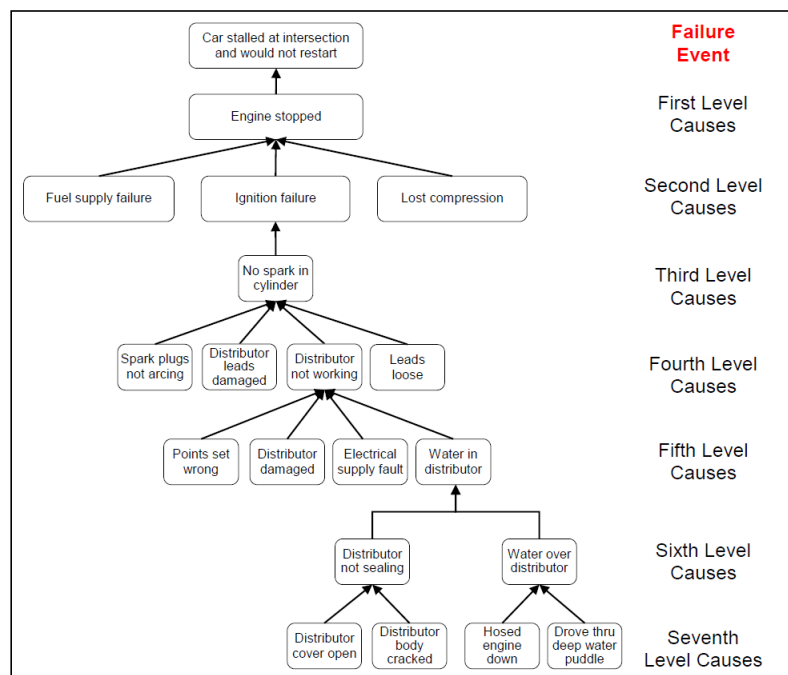 Car stalled at intersection
and would not restart
Failure
Event
Engine stopped
First Level
Causes
Fuel supply failure
Ignition failure
Lost compression
Second Level
Causes
No spark in
cylinder
Third Level
Causes
Spark plugs
not arcing
Distributor
leads
damaged
Distributor
not working
Leads
loose
Fourth Level
Causes
Points set
wrong
Distributor
damaged
Electrical
supply fault
Water in
distributor
Fifth Level
Causes
Distributor
not sealing
Water over
distributor
Sixth Level
Causes
Distributor
cover open
Distributor
body
cracked
Hosed
engine
down
Drove thru
deep water
puddle
Seventh
Level Causes